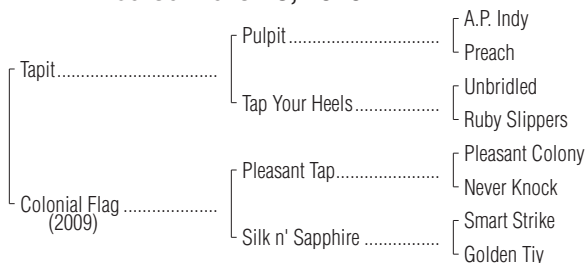 A.P. Indy
Pulpit
Preach
Tapit
Unbridled
Tap Your Heels
Ruby Slippers
Pleasant Colony
Pleasant Tap
Never Knock
Colonial Flag
(2009)
Smart Strike
Silk n' Sapphire
Golden Tiy